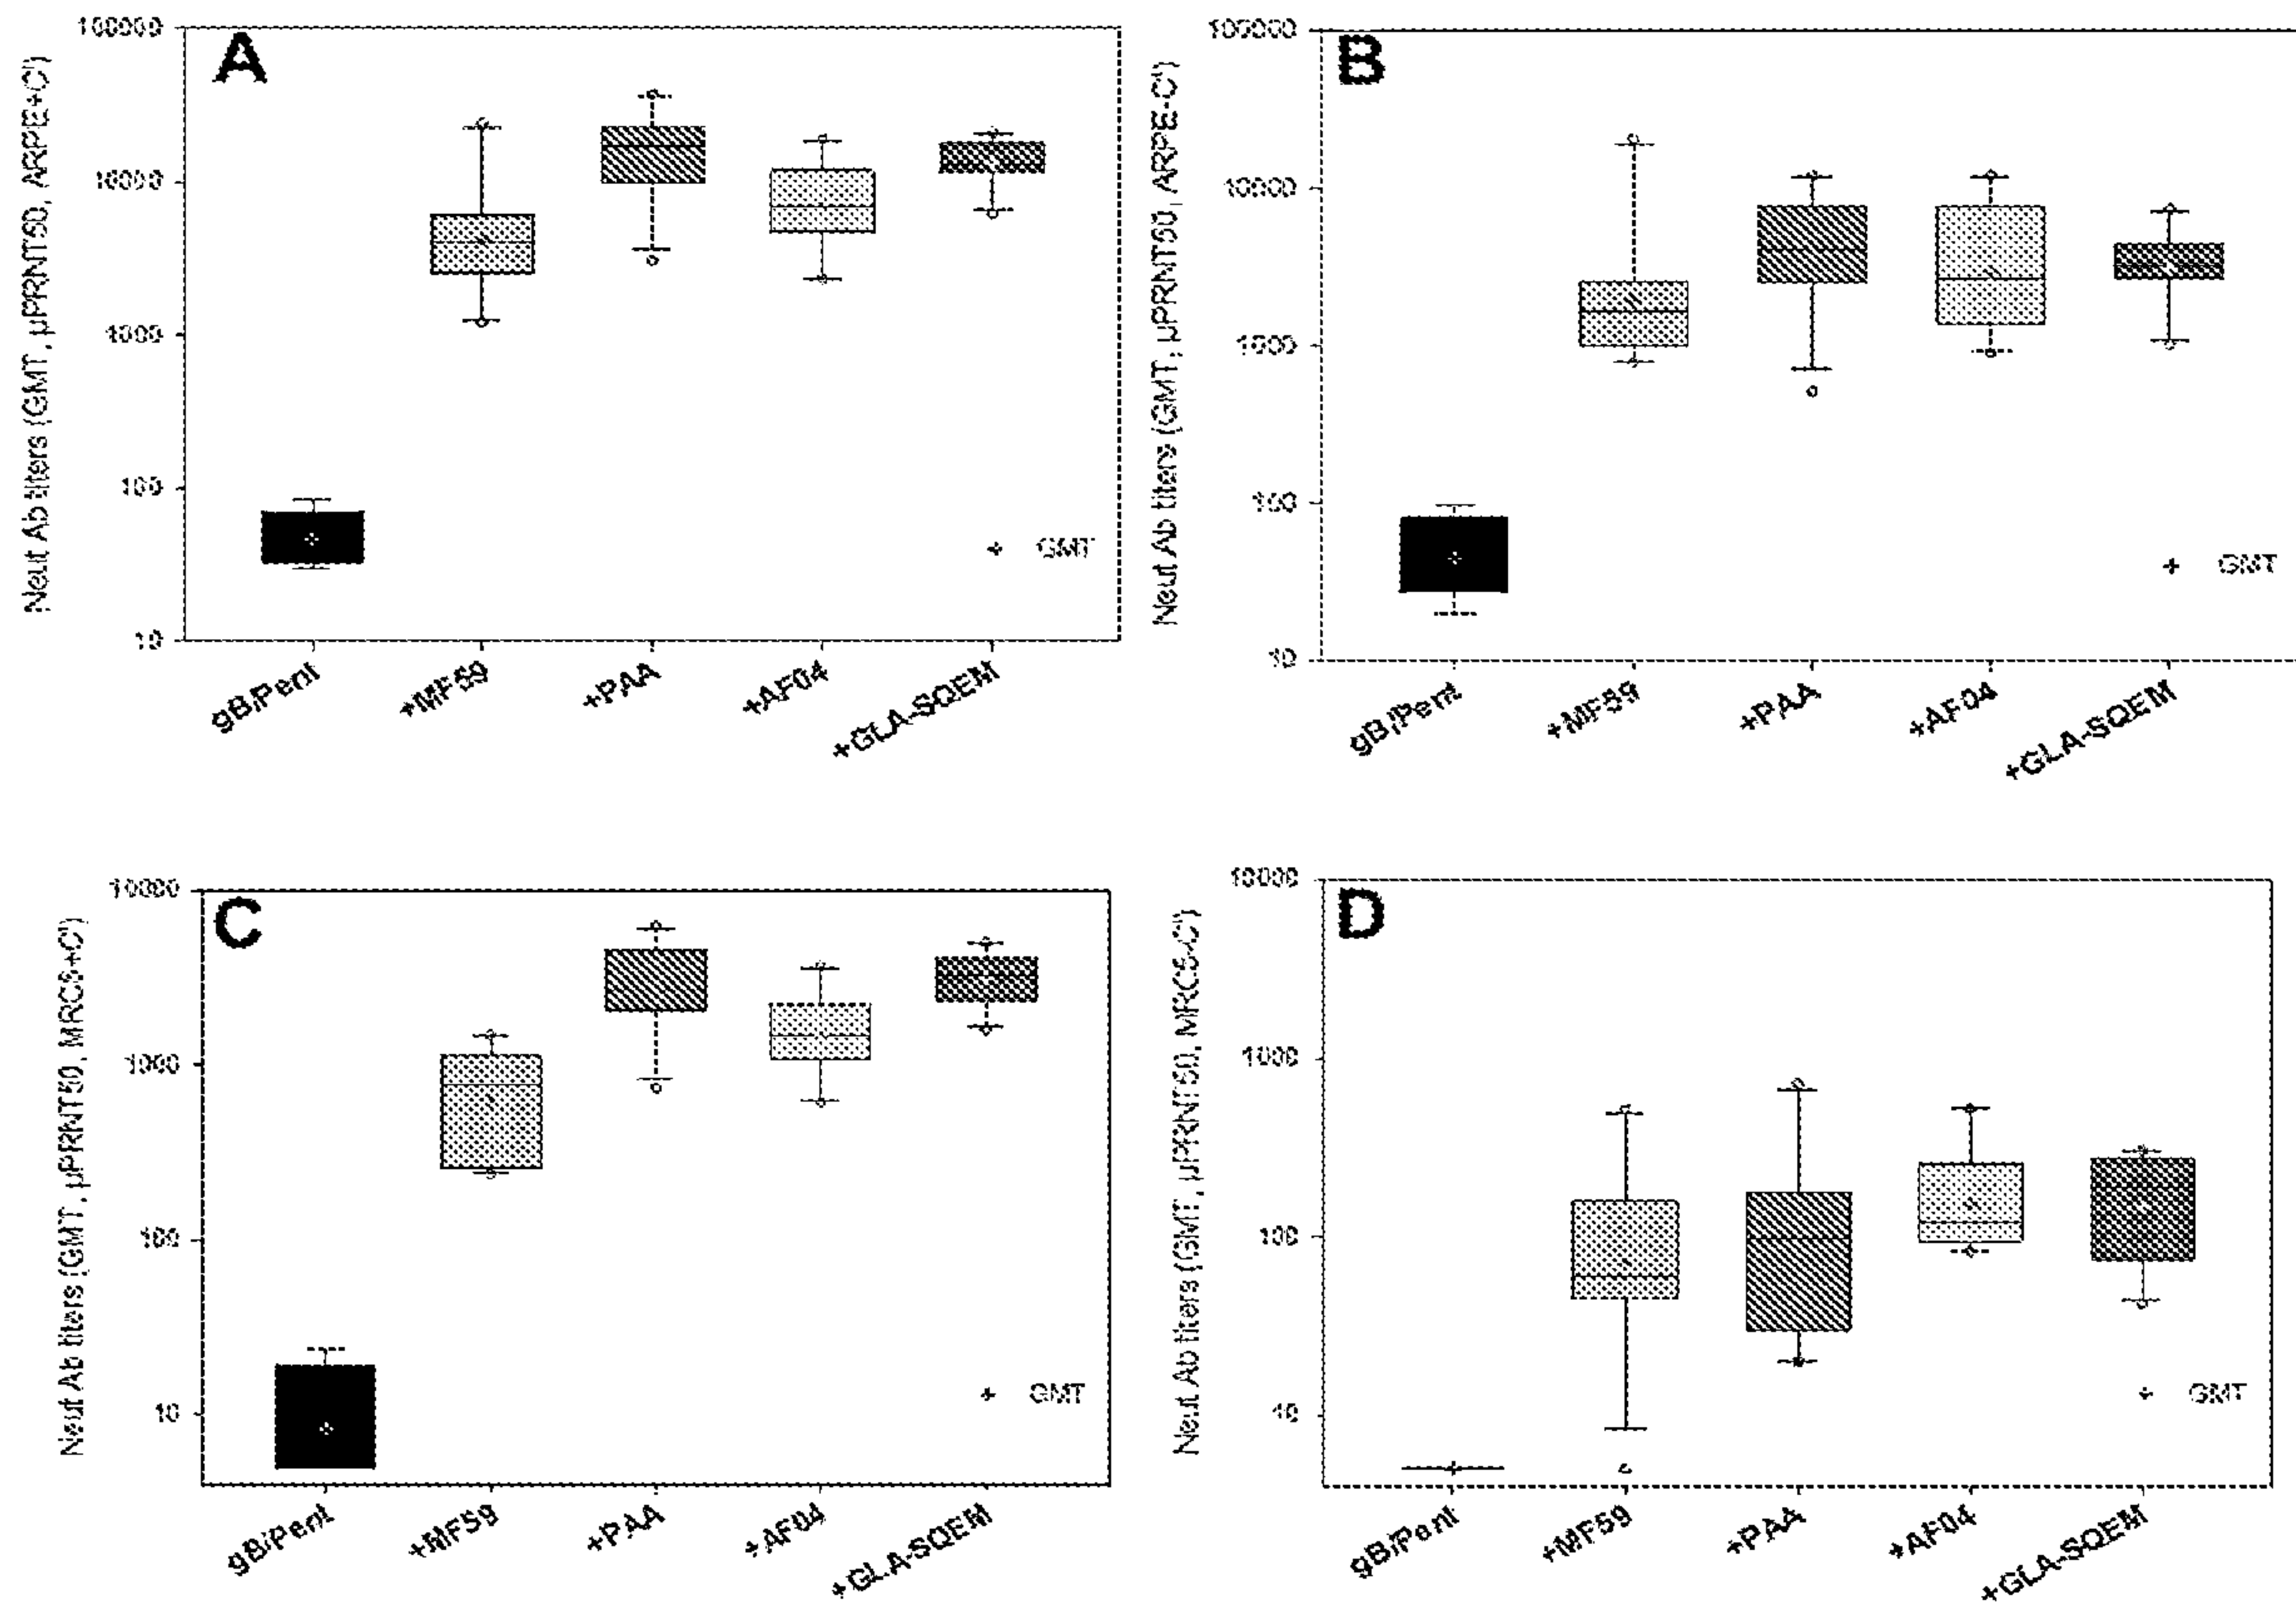 A
Neut Ab titers (GMT, µPRNT50, ARPE+C')
100000
10000
1000
100
10
GMT
gB/Pent
+MF59
+PAA
+AF04
+GLA-SQEM
B
Neut Ab titers (GMT, µPRNT50, ARPE-C')
100000
10000
1000
100
10
GMT
gB/Pent
+MF59
+PAA
+AF04
+GLA-SQEM
C
Neut Ab titers (GMT, µPRNT50, MRC5+C')
10000
1000
100
10
GMT
gB/Pent
+MF59
+PAA
+AF04
+GLA-SQEM
D
Neut Ab titers (GMT, µPRNT50, MRC5-C')
10000
1000
100
10
GMT
gB/Pent
+MF59
+PAA
+AF04
+GLA-SQEM